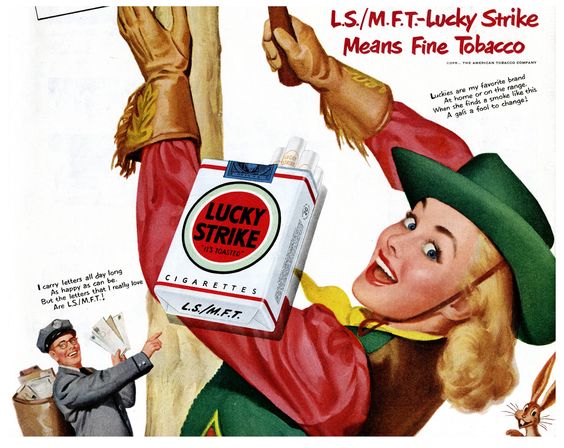 L.S./M.F.T.-Lucky Strike
Means Fine Tobacco
COPR., THE AMERICAN TOBACCO COMPANY
Luckies are my favorite brand
At home or on the range.
When she finds a smoke like this
A gal's a fool to change!
LUCKY
STRIKE
"IT'S TOASTED"
CIGARETTES
L.S./M.F.T.
I carry letters all day long
As happy as can be.
But the letters that I really love
Are L.S./M.F.T.!